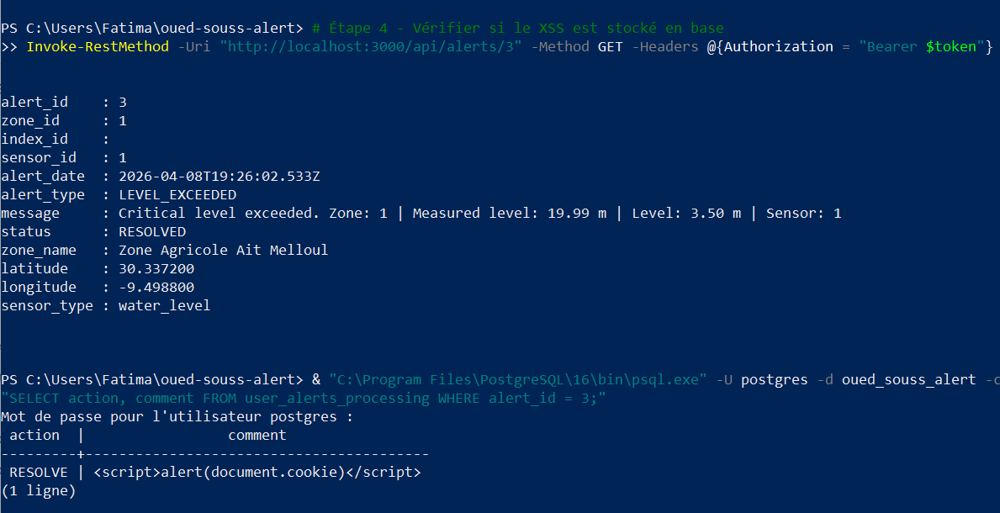 PS C:\Users\Fatima\oued-souss-alert> # Étape 4 - Vérifier si le XSS est stocké en base
>> Invoke-RestMethod -Uri "http://localhost:3000/api/alerts/3" -Method GET -Headers @{Authorization = "Bearer $token"}
alert_id    : 3
zone_id     : 1
index_id    :
sensor_id   : 1
alert_date  : 2026-04-08T19:26:02.533Z
alert_type  : LEVEL_EXCEEDED
message     : Critical level exceeded. Zone: 1 | Measured level: 19.99 m | Level: 3.50 m | Sensor: 1
status      : RESOLVED
zone_name   : Zone Agricole Ait Melloul
latitude    : 30.337200
longitude   : -9.498800
sensor_type : water_level
PS C:\Users\Fatima\oued-souss-alert> & "C:\Program Files\PostgreSQL\16\bin\psql.exe" -U postgres -d oued_souss_alert -c
"SELECT action, comment FROM user_alerts_processing WHERE alert_id = 3;"
Mot de passe pour l'utilisateur postgres :
 action  |                 comment
---------+-----------------------------------------
 RESOLVE | <script>alert(document.cookie)</script>
(1 ligne)